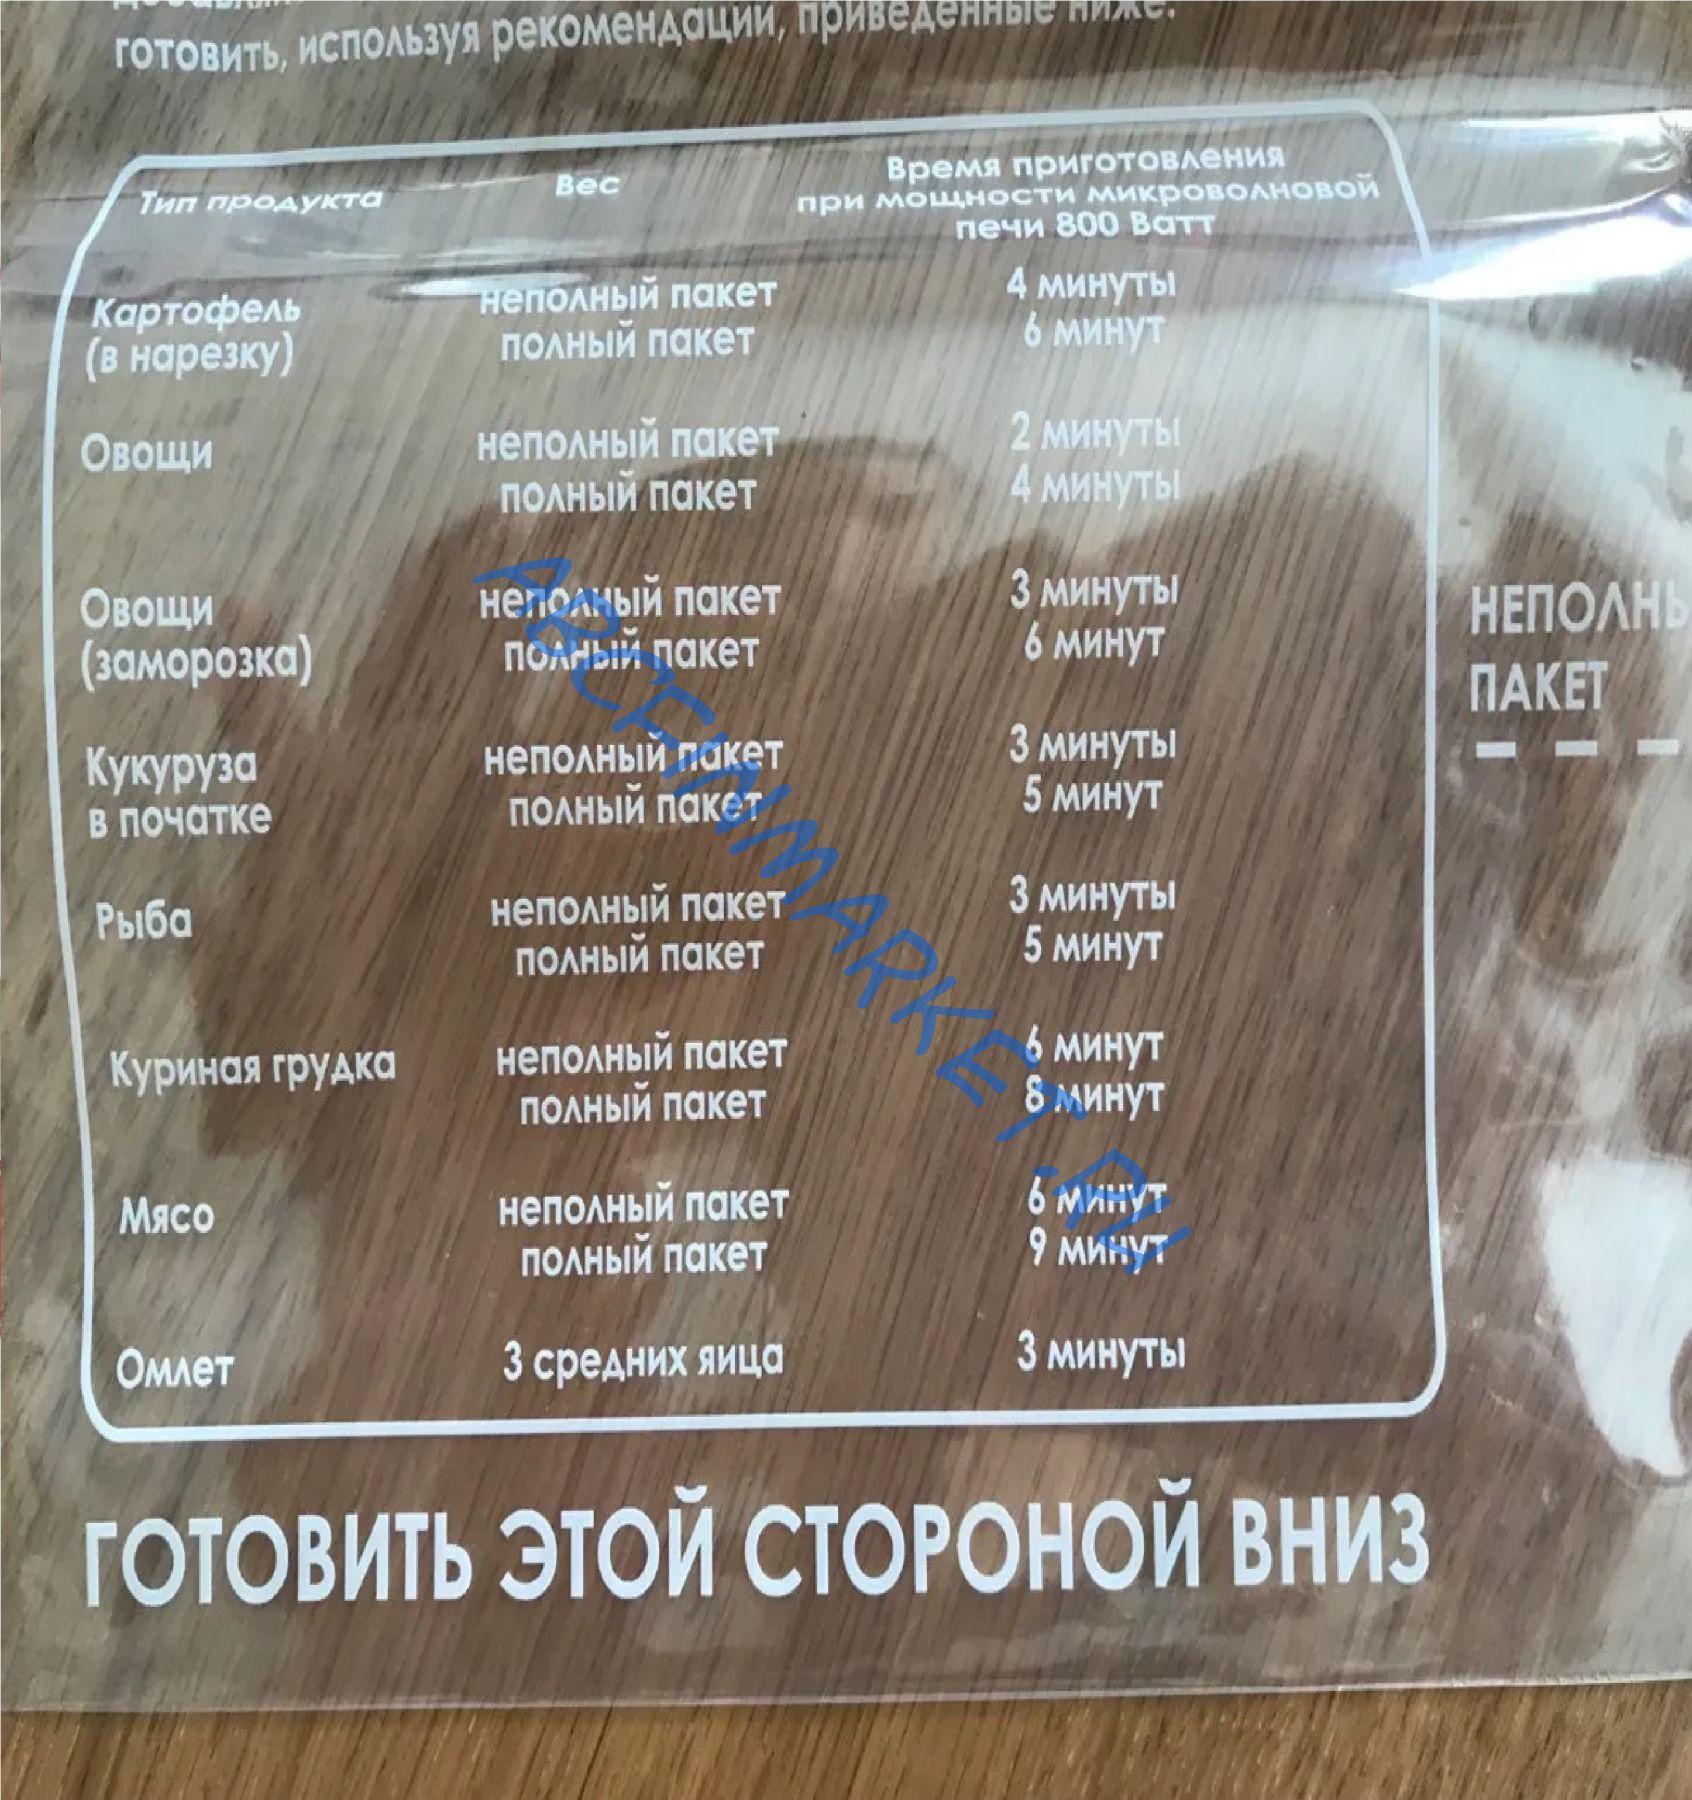 готовить, используя рекомендации, приведенные ниже.
Тип продукта Вес Время приготовления
при мощности микроволновой
печи 800 Ватт
Картофель неполный пакет 4 минуты
(в нарезку) полный пакет 6 минут
Овощи неполный пакет 2 минуты
полный пакет 4 минуты
Овощи неполный пакет 3 минуты
(заморозка) полный пакет 6 минут
Кукуруза неполный пакет 3 минуты
в початке полный пакет 5 минут
Рыба неполный пакет 3 минуты
полный пакет 5 минут
Куриная грудка неполный пакет 6 минут
полный пакет 8 минут
Мясо неполный пакет 6 минут
полный пакет 9 минут
Омлет 3 средних яица 3 минуты
НЕПОЛНЫ
ПАКЕТ
ГОТОВИТЬ ЭТОЙ СТОРОНОЙ ВНИЗ
ABCFINMARKET.RU